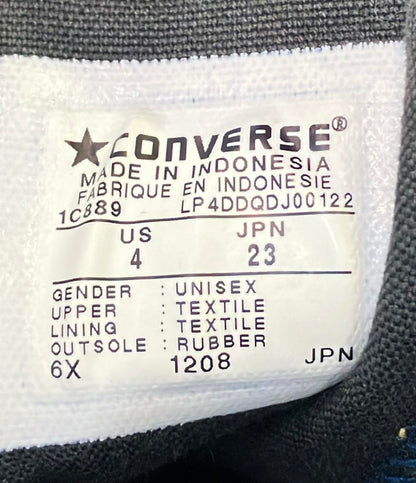 ★CONVERSE®
MADE IN INDONESIA
FABRIQUE EN INDONESIE
1C889 LP4DDQDJ00122
US JPN
4 23
GENDER : UNISEX
UPPER : TEXTILE
LINING : TEXTILE
OUTSOLE : RUBBER
6X 1208 JPN